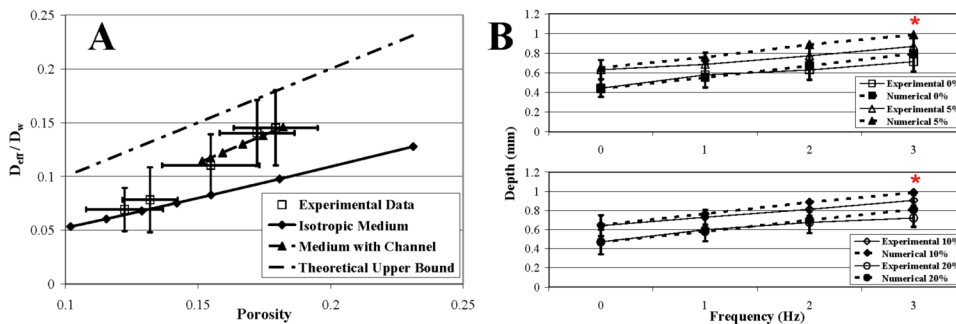 A
D_eff / D_w
0.25
0.2
0.15
0.1
0.05
0
0.1
0.15
0.2
0.25
Porosity
Experimental Data
Isotropic Medium
Medium with Channel
Theoretical Upper Bound
B
Depth (mm)
1.2
1
0.8
0.6
0.4
0.2
0
*
Experimental 0%
Numerical 0%
Experimental 5%
Numerical 5%
0
1
2
3
1.2
1
0.8
0.6
0.4
0.2
0
*
Experimental 10%
Numerical 10%
Experimental 20%
Numerical 20%
0
1
2
3
Frequency (Hz)